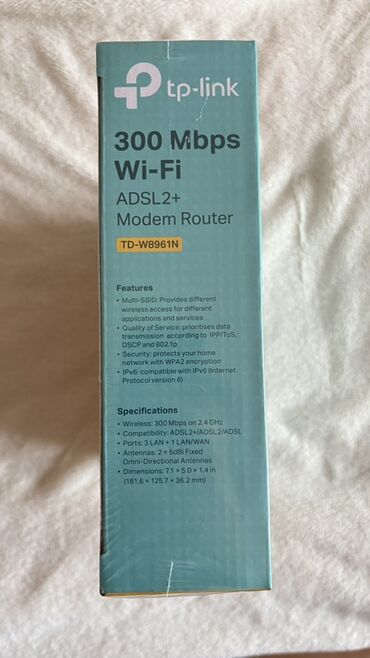 tp-link
300 Mbps
Wi-Fi
ADSL2+
Modem Router
TD-W8961N
Features
• Multi-SSID: Provides different
wireless access for different
applications and services
• Quality of Service: prioritises data
transmission according to IPP/ToS,
DSCP and 802.1p
• Security: protects your home
network with WPA2 encryption
• IPv6: compatible with IPv6 (Internet
Protocol version 6)
Specifications
• Wireless: 300 Mbps on 2.4 GHz
• Compatibility: ADSL2+/ADSL2/ADSL
• Ports: 3 LAN + 1 LAN/WAN
• Antennas: 2 × 5dBi Fixed
Omni-Directional Antennas
• Dimensions: 7.1 × 5.0 × 1.4 in
(181.6 × 125.7 × 36.2 mm)